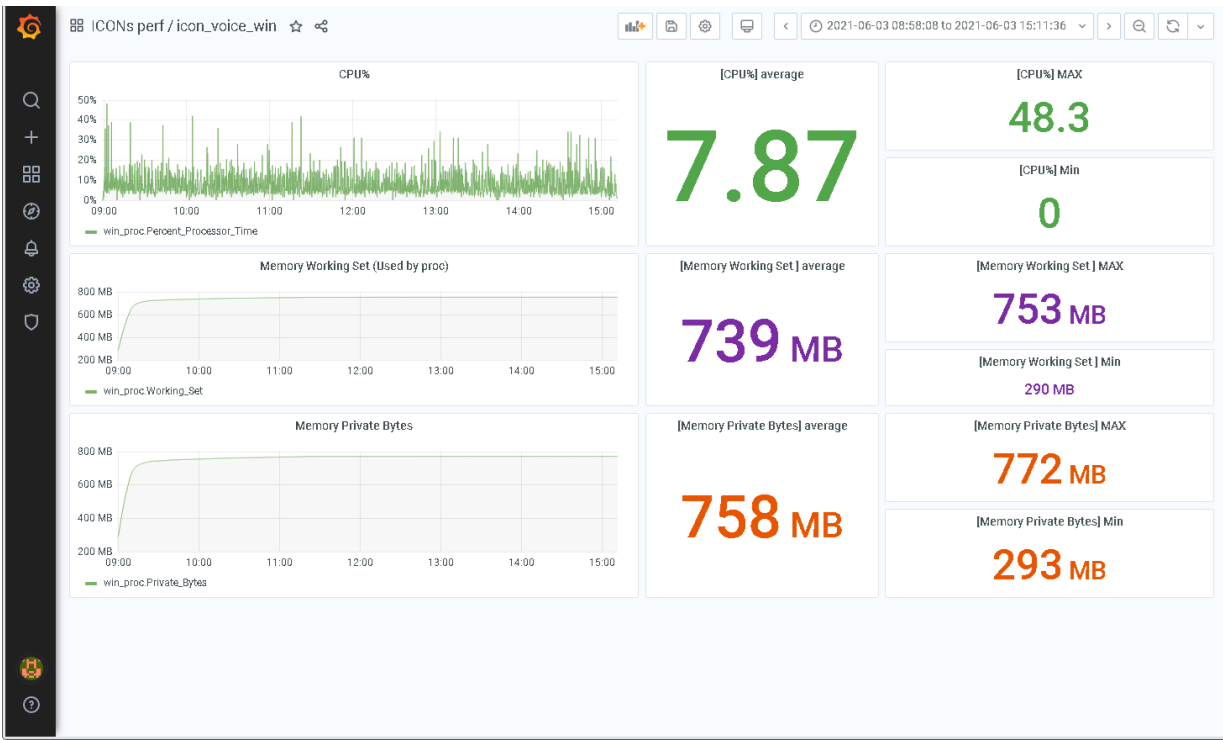 ICONs perf / icon_voice_win
2021-06-03 08:58:08 to 2021-06-03 15:11:36
CPU%
50%
40%
30%
20%
10%
0%
09:00 10:00 11:00 12:00 13:00 14:00 15:00
win_proc.Percent_Processor_Time
[CPU%] average
7.87
[CPU%] MAX
48.3
[CPU%] Min
0
Memory Working Set (Used by proc)
800 MB
600 MB
400 MB
200 MB
09:00 10:00 11:00 12:00 13:00 14:00 15:00
win_proc.Working_Set
[Memory Working Set ] average
739 MB
[Memory Working Set ] MAX
753 MB
[Memory Working Set ] Min
290 MB
Memory Private Bytes
800 MB
600 MB
400 MB
200 MB
09:00 10:00 11:00 12:00 13:00 14:00 15:00
win_proc.Private_Bytes
[Memory Private Bytes] average
758 MB
[Memory Private Bytes] MAX
772 MB
[Memory Private Bytes] Min
293 MB